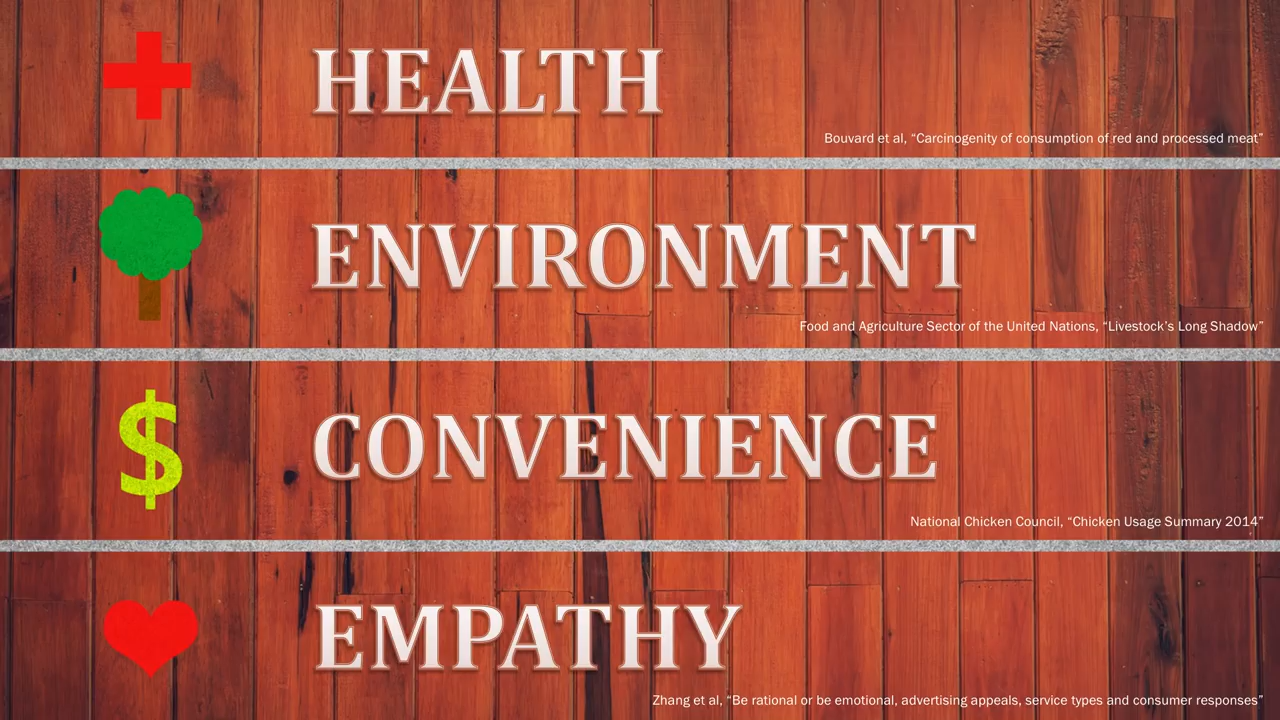 HEALTH
Bouvard et al, “Carcinogenity of consumption of red and processed meat”
ENVIRONMENT
Food and Agriculture Sector of the United Nations, “Livestock’s Long Shadow”
$
CONVENIENCE
National Chicken Council, “Chicken Usage Summary 2014”
EMPATHY
Zhang et al, “Be rational or be emotional, advertising appeals, service types and consumer responses”